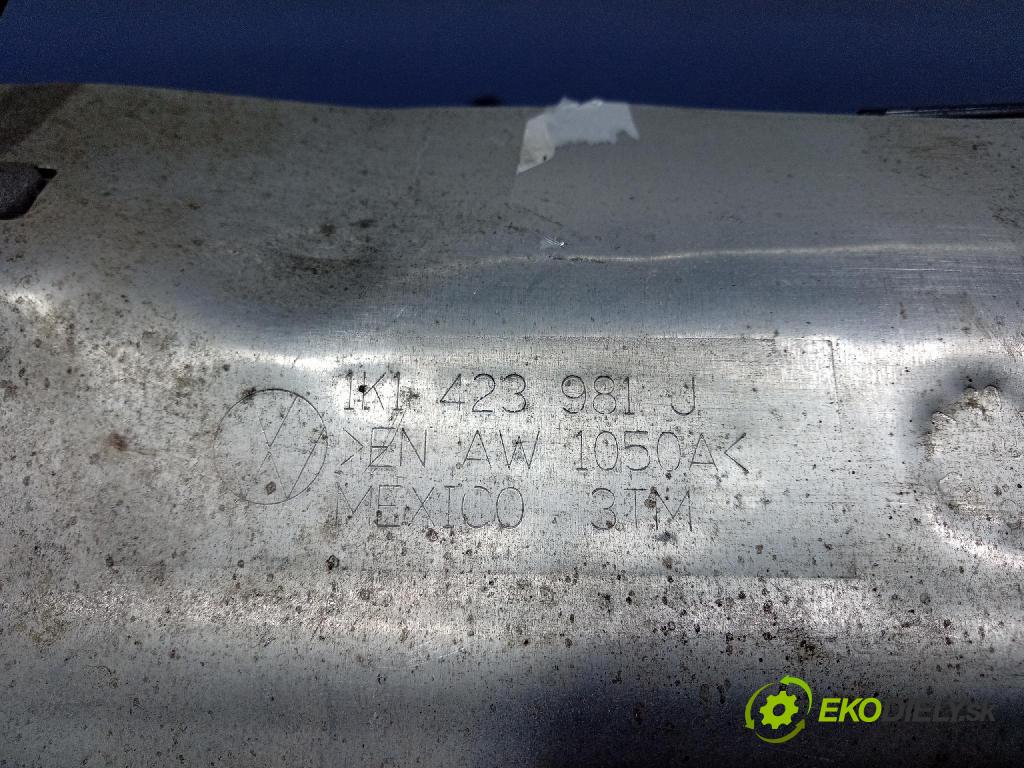 1K1 423 981 J
>EN AW 1050A<
MEXICO 3TM
EKODIELY.SK